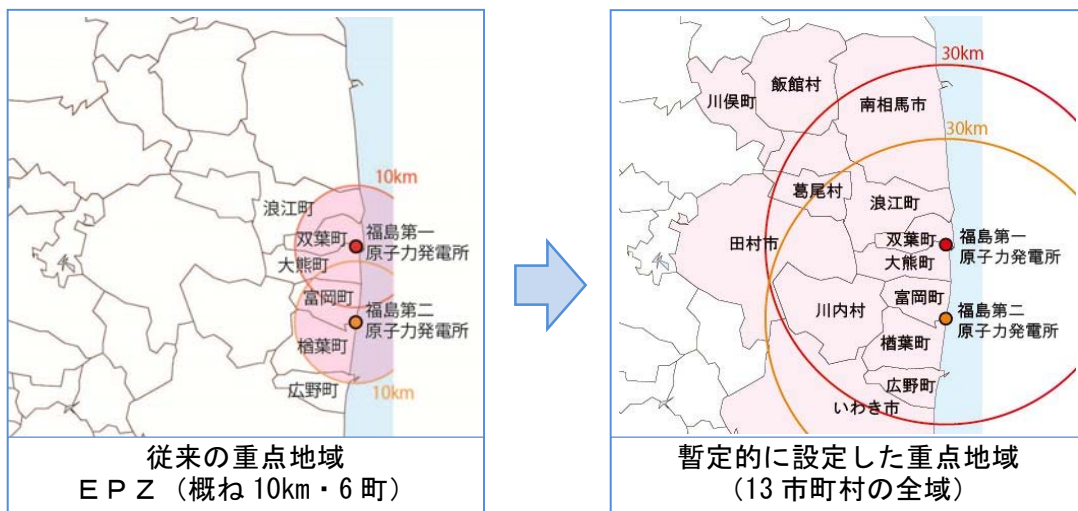 10km
浪江町
双葉町
福島第一
原子力発電所
大熊町
富岡町
福島第二
原子力発電所
楢葉町
広野町
10km
従来の重点地域
EPZ(概ね10km・6町)
30km
飯館村
川俣町
南相馬市
30km
葛尾村
浪江町
田村市
双葉町
福島第一
原子力発電所
大熊町
富岡町
川内村
福島第二
原子力発電所
楢葉町
広野町
いわき市
暫定的に設定した重点地域
(13市町村の全域)